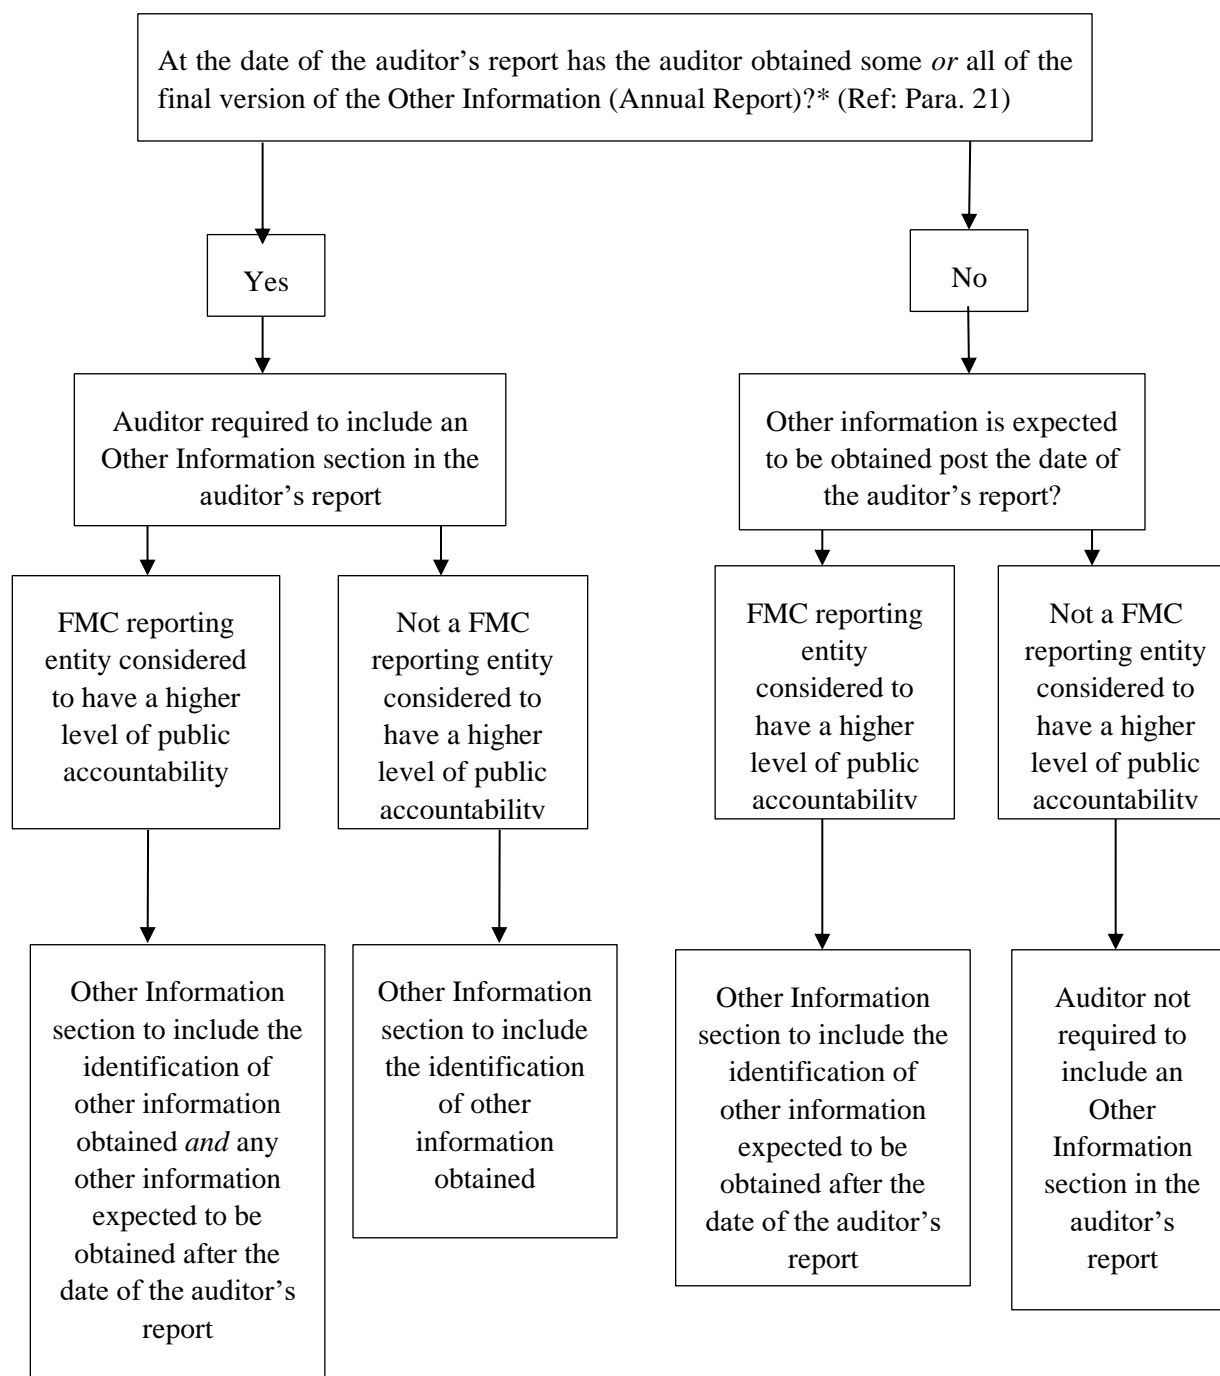 At the date of the auditor’s report has the auditor obtained some or all of the
final version of the Other Information (Annual Report)?* (Ref: Para. 21)
Yes
No
Auditor required to include an
Other Information section in the
auditor’s report
Other information is expected
to be obtained post the date of
the auditor’s report?
FMC reporting
entity considered
to have a higher
level of public
accountability
Not a FMC
reporting entity
considered to
have a higher
level of public
accountability
FMC reporting
entity
considered to
have a higher
level of public
accountability
Not a FMC
reporting entity
considered to
have a higher
level of public
accountability
Other Information
section to include the
identification of
other information
obtained and any
other information
expected to be
obtained after the
date of the auditor’s
report
Other Information
section to include
the identification
of other
information
obtained
Other Information
section to include the
identification of
other information
expected to be
obtained after the
date of the auditor’s
report
Auditor not
required to
include an
Other
Information
section in the
auditor’s
report